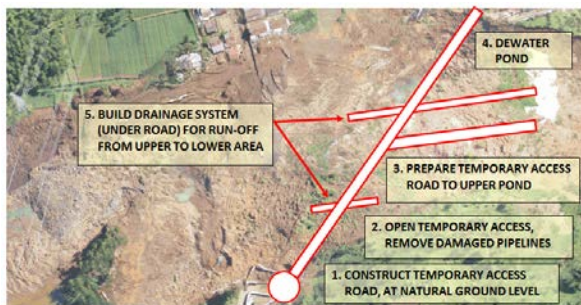 4. DEWATER
POND
5. BUILD DRAINAGE SYSTEM
(UNDER ROAD) FOR RUN-OFF
FROM UPPER TO LOWER AREA
3. PREPARE TEMPORARY ACCESS
ROAD TO UPPER POND
2. OPEN TEMPORARY ACCESS,
REMOVE DAMAGED PIPELINES
1. CONSTRUCT TEMPORARY ACCESS
ROAD, AT NATURAL GROUND LEVEL